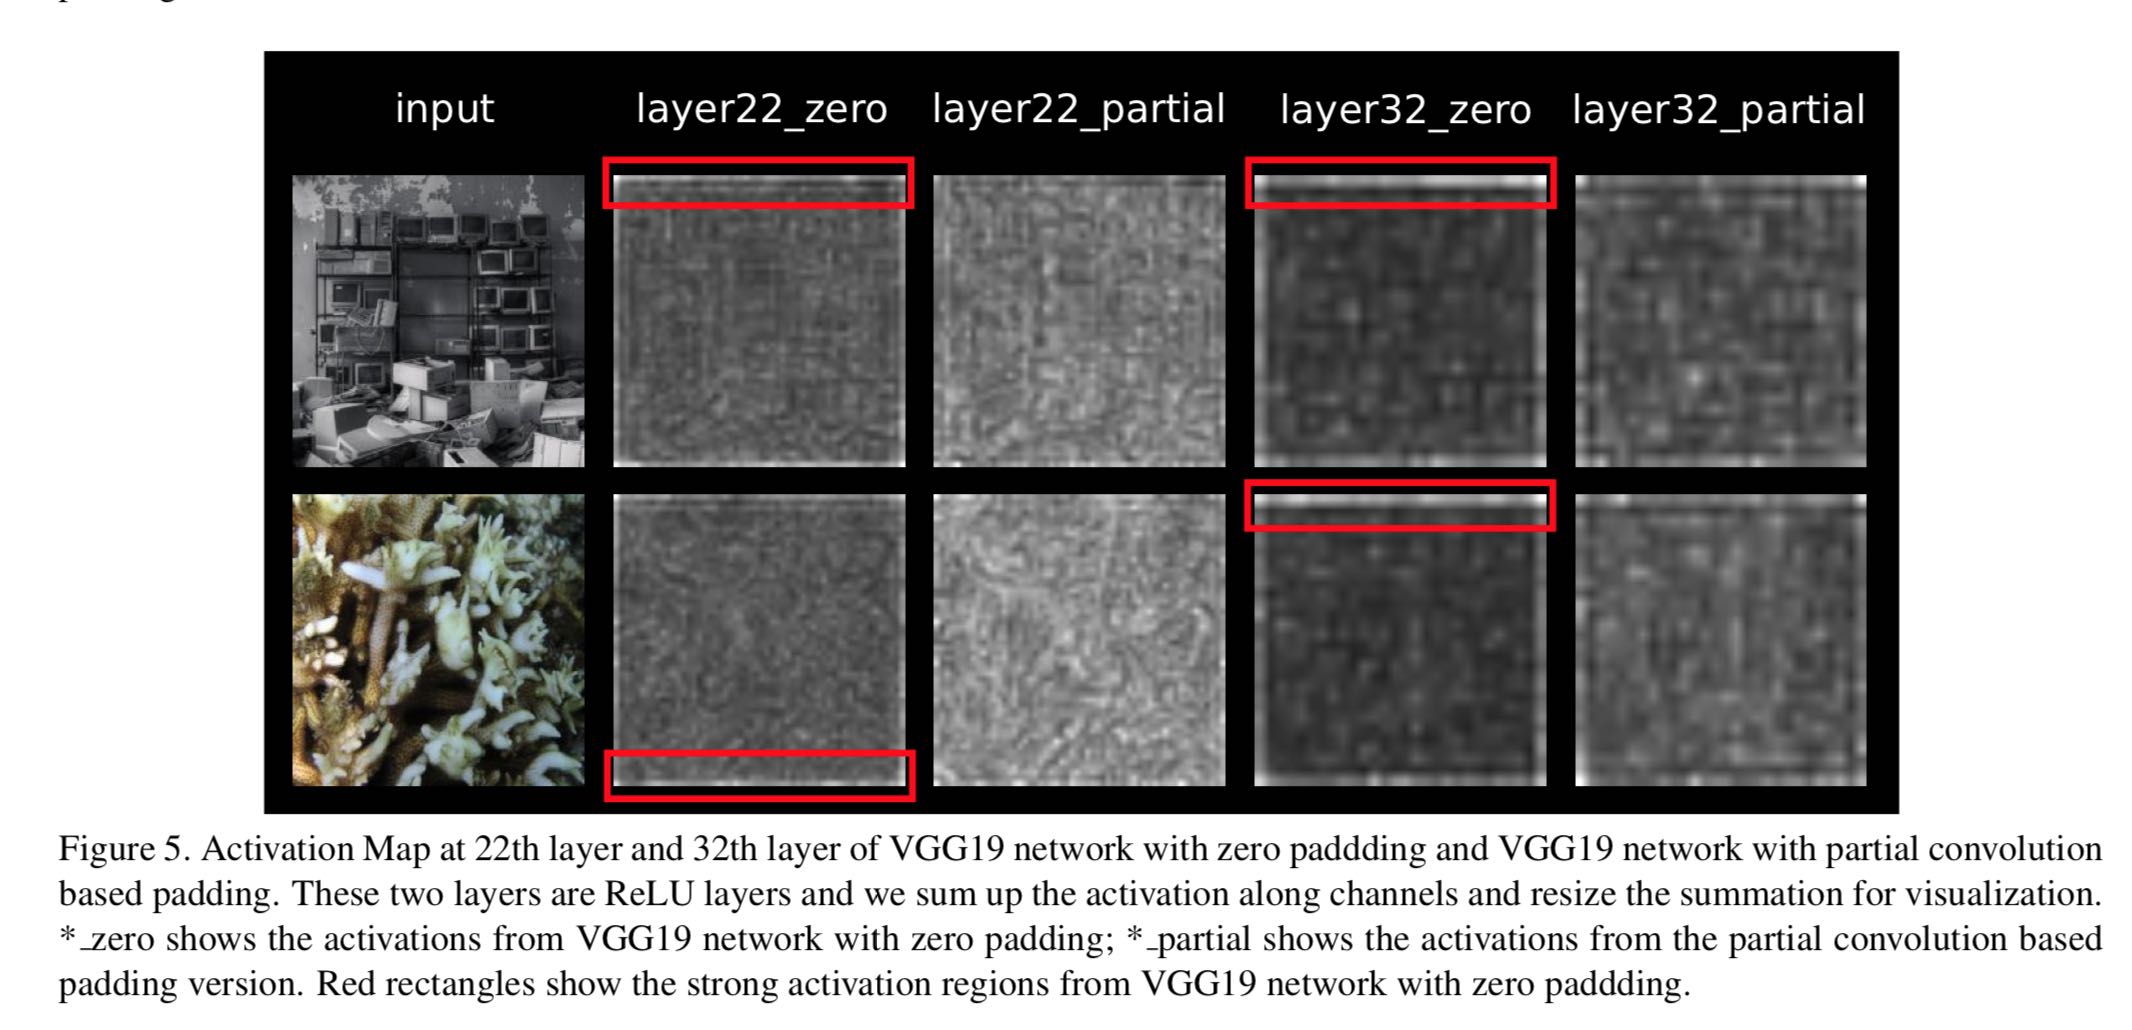 input
layer22_zero
layer22_partial
layer32_zero
layer32_partial
Figure 5. Activation Map at 22th layer and 32th layer of VGG19 network with zero paddding and VGG19 network with partial convolution
based padding. These two layers are ReLU layers and we sum up the activation along channels and resize the summation for visualization.
*_zero shows the activations from VGG19 network with zero padding; *_partial shows the activations from the partial convolution based
padding version. Red rectangles show the strong activation regions from VGG19 network with zero paddding.